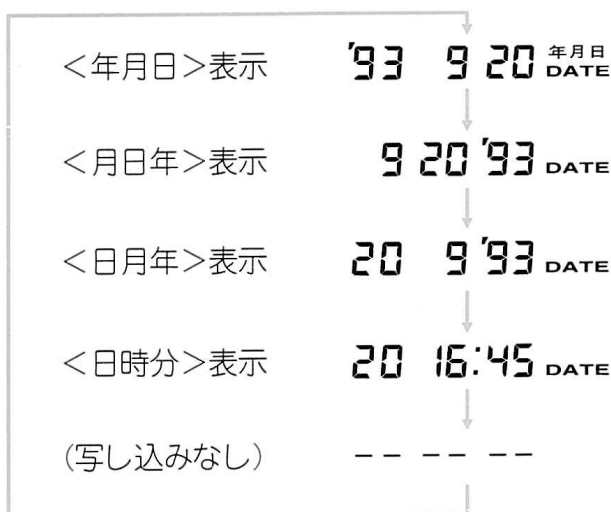 <年月日>表示 '93 9 20 年月日 DATE
<月日年>表示 9 20 '93 DATE
<日月年>表示 20 9 '93 DATE
<日時分>表示 20 16:45 DATE
(写し込みなし) -- -- --